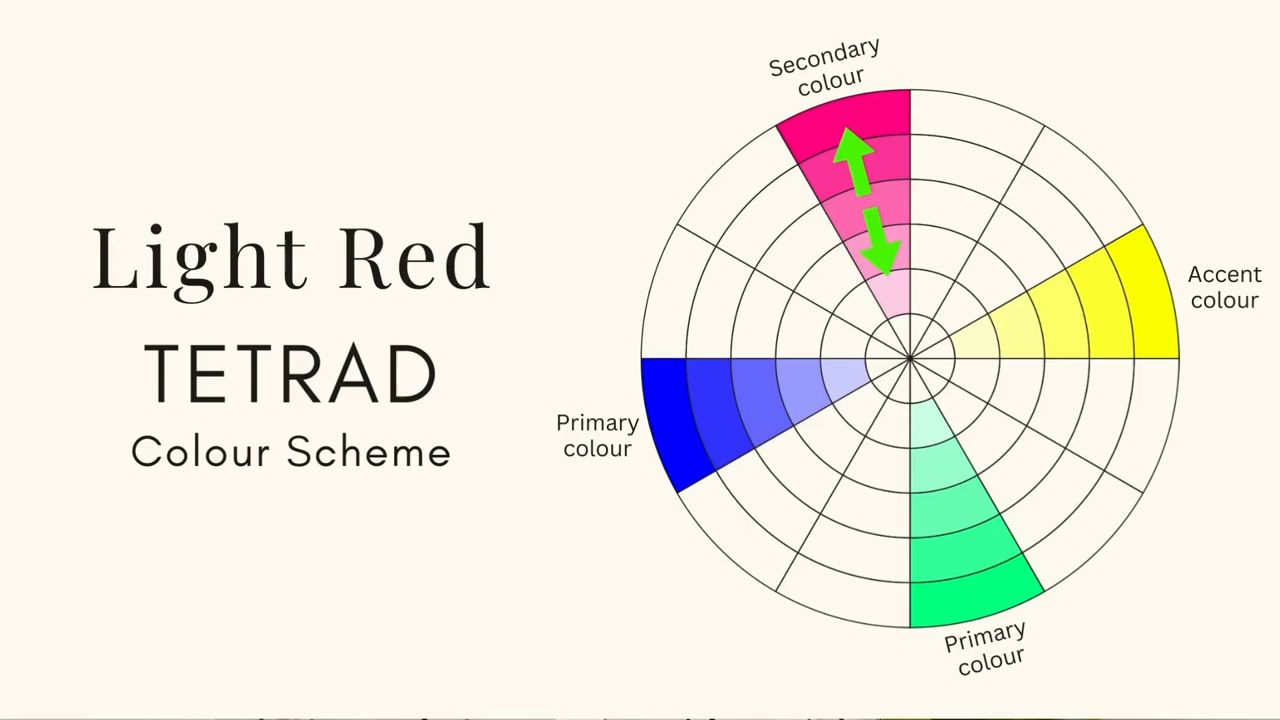 Light Red
TETRAD
Colour Scheme
Secondary
colour
Accent
colour
Primary
colour
Primary
colour